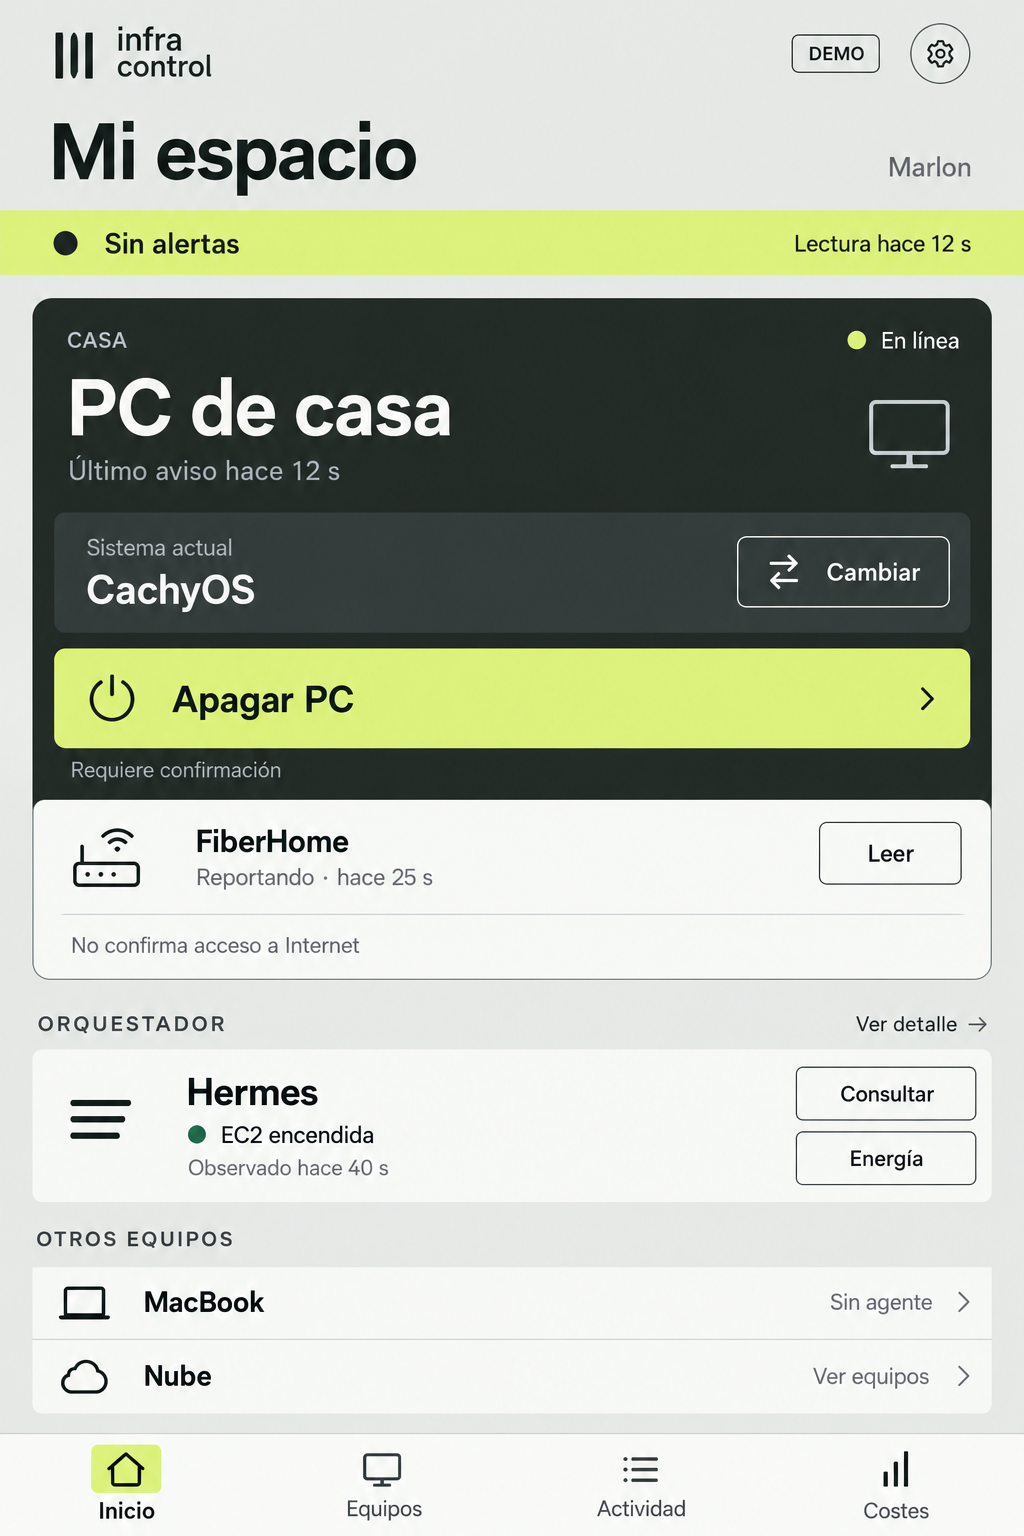 infra
control
DEMO
Mi espacio
Marlon
Sin alertas
Lectura hace 12 s
CASA
En línea
PC de casa
Último aviso hace 12 s
Sistema actual
CachyOS
Cambiar
Apagar PC
Requiere confirmación
FiberHome
Reportando · hace 25 s
Leer
No confirma acceso a Internet
ORQUESTADOR
Ver detalle →
Hermes
EC2 encendida
Observado hace 40 s
Consultar
Energía
OTROS EQUIPOS
MacBook
Sin agente
Nube
Ver equipos
Inicio
Equipos
Actividad
Costes